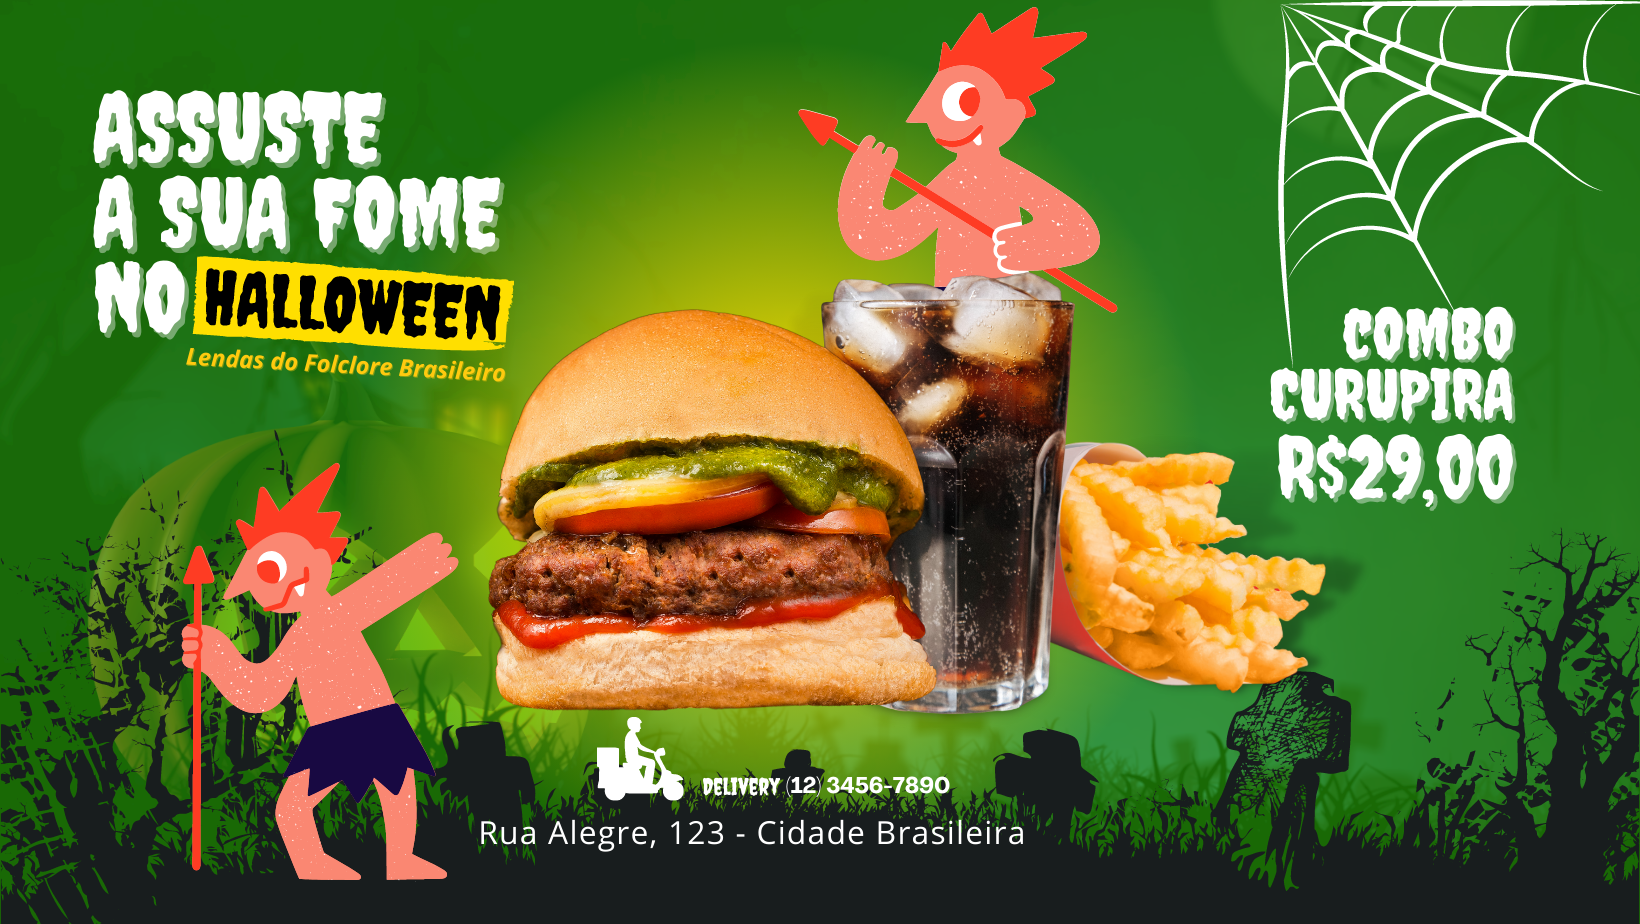 ASSUSTE
A SUA FOME
NO HALLOWEEN
Lendas do Folclore Brasileiro
COMBO
CURUPIRA
R$29,00
DELIVERY (12) 3456-7890
Rua Alegre, 123 - Cidade Brasileira